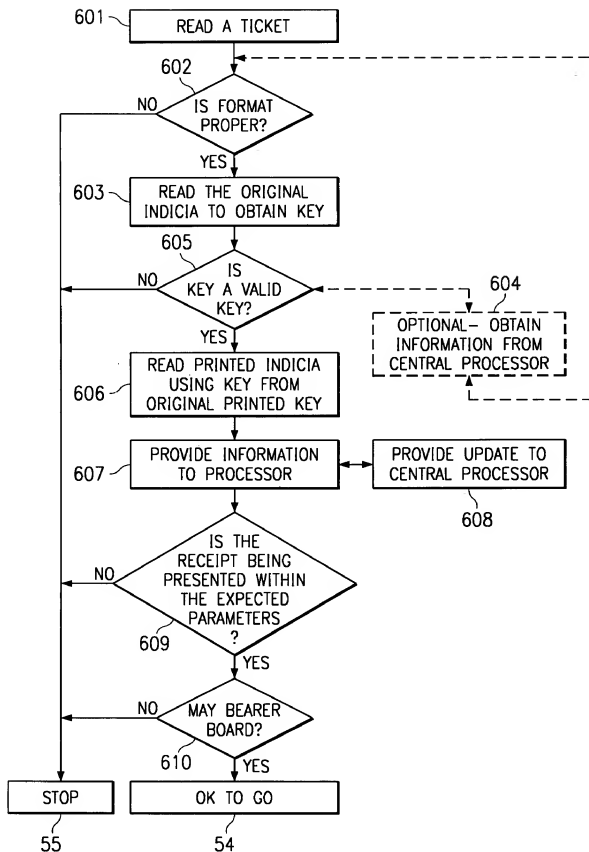 601
READ A TICKET
602
IS FORMAT
PROPER?
NO
YES
603
READ THE ORIGINAL
INDICIA TO OBTAIN KEY
605
IS
KEY A VALID
KEY?
NO
YES
604
OPTIONAL- OBTAIN
INFORMATION FROM
CENTRAL PROCESSOR
606
READ PRINTED INDICIA
USING KEY FROM
ORIGINAL PRINTED KEY
607
PROVIDE INFORMATION
TO PROCESSOR
PROVIDE UPDATE TO
CENTRAL PROCESSOR
608
IS THE
RECEIPT BEING
PRESENTED WITHIN
THE EXPECTED
PARAMETERS
?
NO
609
YES
MAY BEARER
BOARD?
NO
610
YES
STOP
55
OK TO GO
54